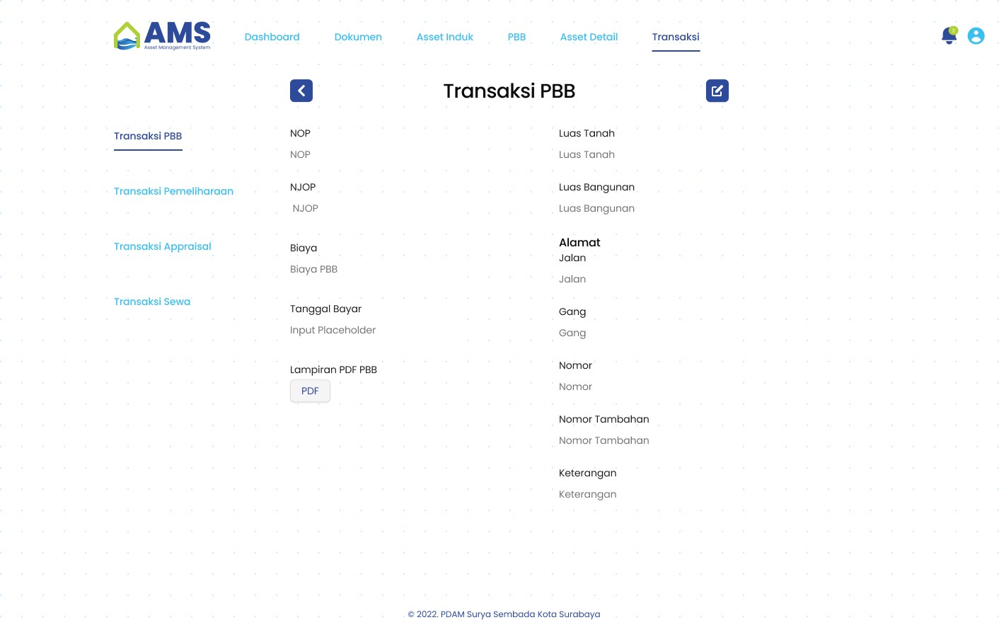 AMS
Asset Management System
Dashboard
Dokumen
Asset Induk
PBB
Asset Detail
Transaksi
2
Transaksi PBB
Transaksi PBB
Transaksi Pemeliharaan
Transaksi Appraisal
Transaksi Sewa
NOP
NOP
NJOP
NJOP
Biaya
Biaya PBB
Tanggal Bayar
Input Placeholder
Lampiran PDF PBB
PDF
Luas Tanah
Luas Tanah
Luas Bangunan
Luas Bangunan
Alamat
Jalan
Jalan
Gang
Gang
Nomor
Nomor
Nomor Tambahan
Nomor Tambahan
Keterangan
Keterangan
© 2022. PDAM Surya Sembada Kota Surabaya